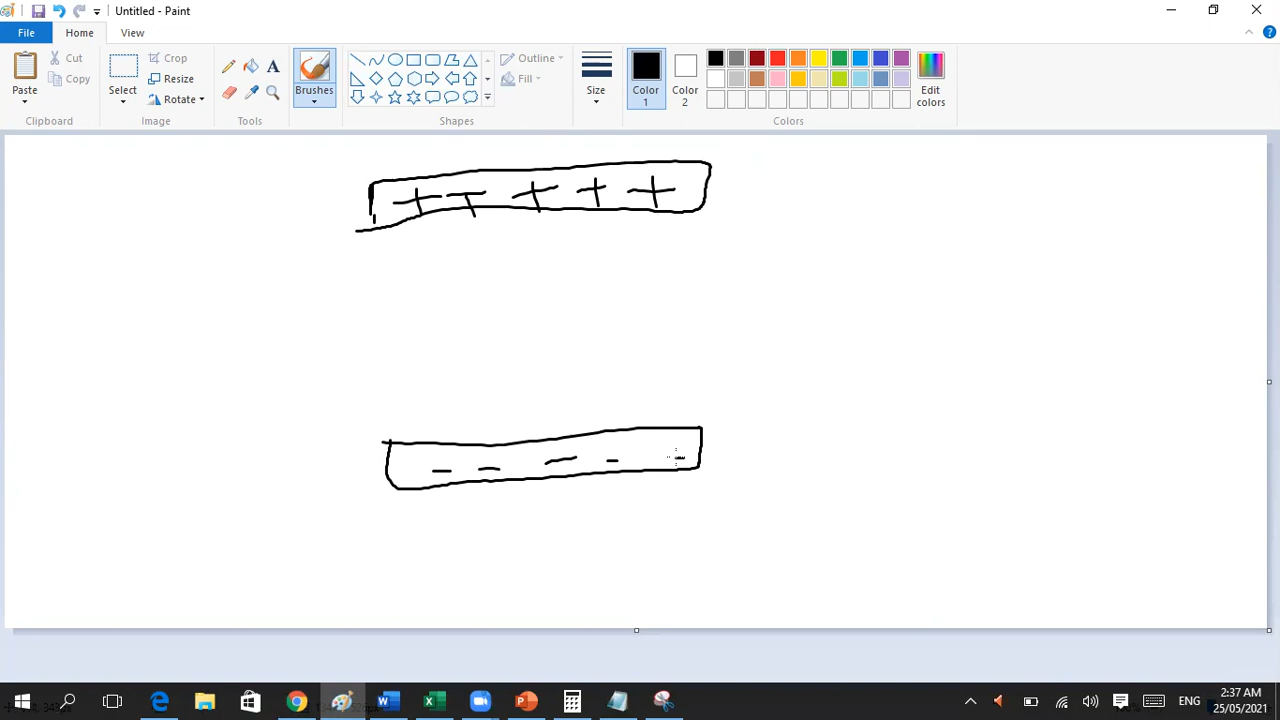 Untitled - Paint
File Home View
Paste
Cut
Copy
Clipboard
Select
Crop
Resize
Rotate
Image
A
Tools
Brushes
Outline
Fill
Shapes
Size
Color 1
Color 2
Edit colors
Colors
+ + + + +
- - - - -
ENG
2:37 AM
25/05/2021